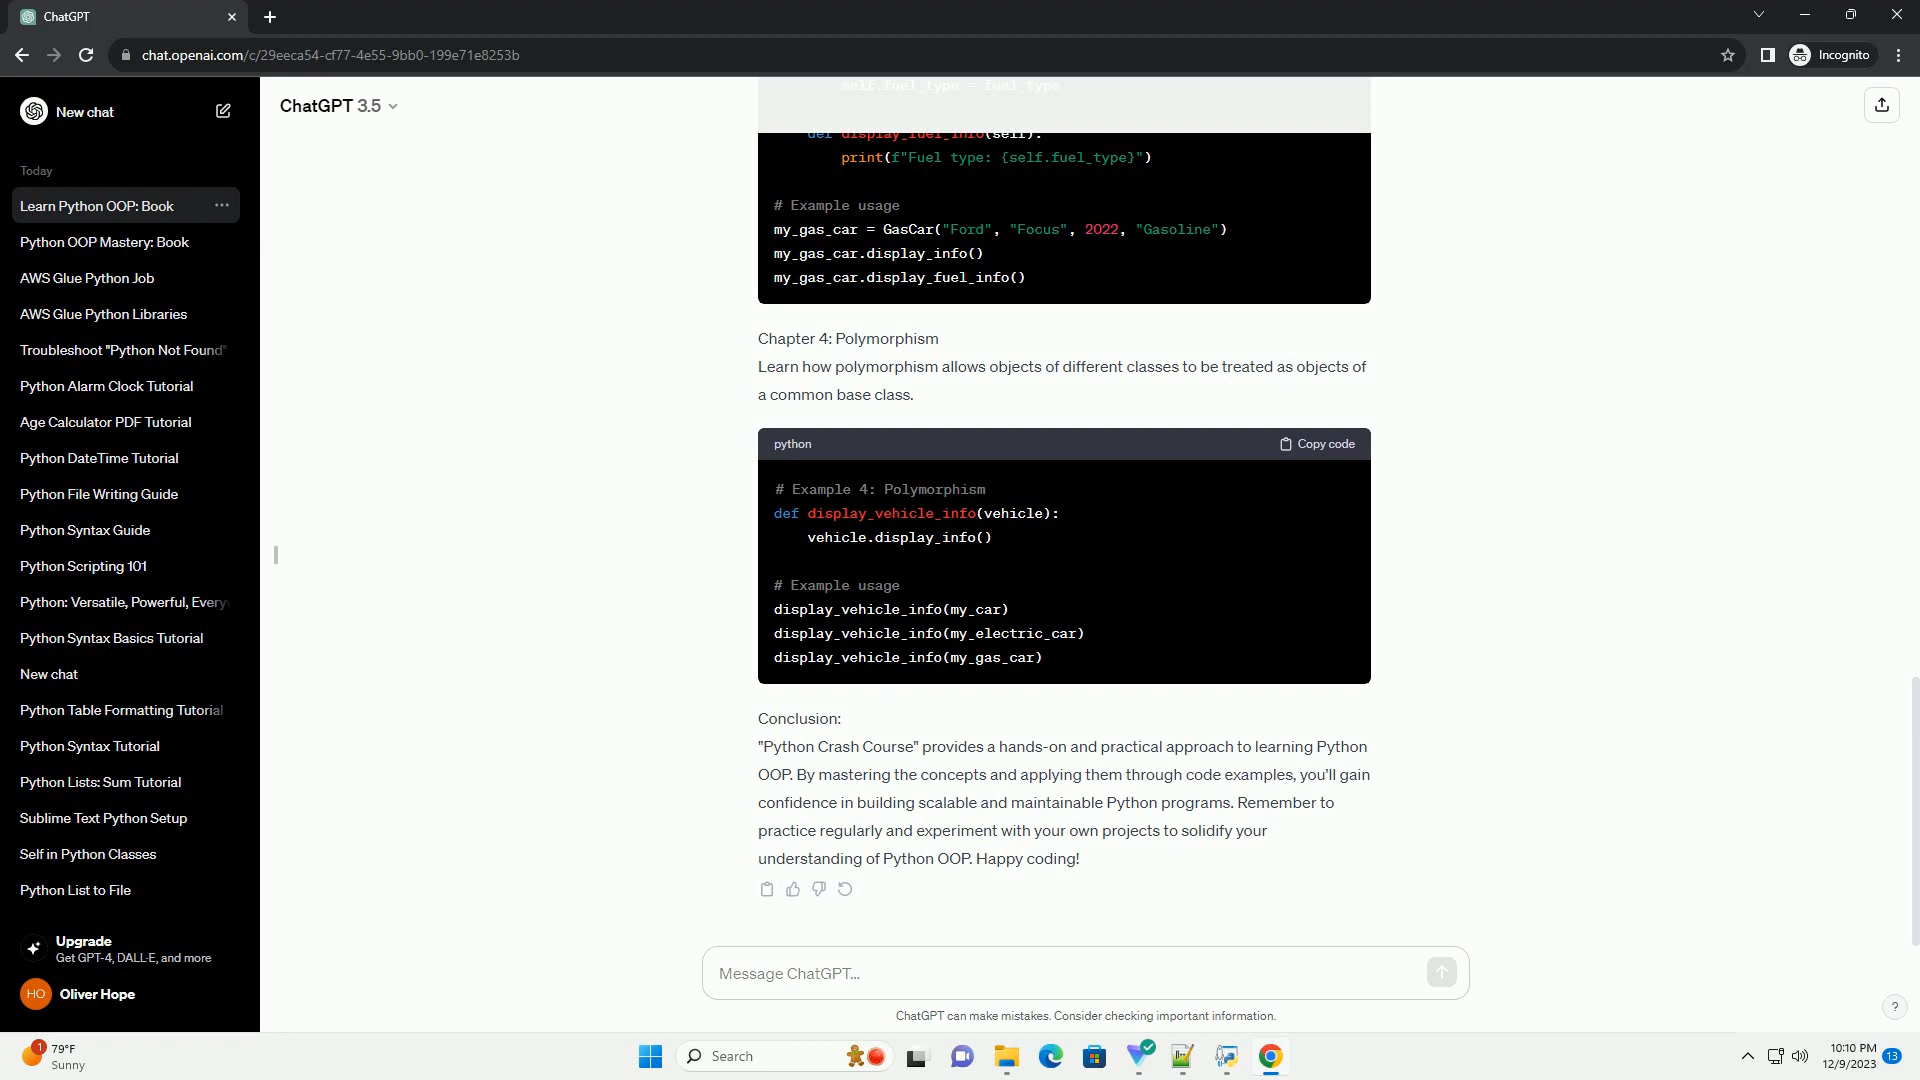 ChatGPT
chat.openai.com/c/29eeca54-cf77-4e55-9bb0-199e71e8253b
Incognito
New chat
ChatGPT 3.5
Today
Learn Python OOP: Book
Python OOP Mastery: Book
AWS Glue Python Job
AWS Glue Python Libraries
Troubleshoot "Python Not Found"
Python Alarm Clock Tutorial
Age Calculator PDF Tutorial
Python DateTime Tutorial
Python File Writing Guide
Python Syntax Guide
Python Scripting 101
Python: Versatile, Powerful, Every
Python Syntax Basics Tutorial
New chat
Python Table Formatting Tutorial
Python Syntax Tutorial
Python Lists: Sum Tutorial
Sublime Text Python Setup
Self in Python Classes
Python List to File
Upgrade
Get GPT-4, DALL·E, and more
HO
Oliver Hope
self.fuel_type = fuel_type
def display_fuel_info(self):
print(f"Fuel type: {self.fuel_type}")
# Example usage
my_gas_car = GasCar("Ford", "Focus", 2022, "Gasoline")
my_gas_car.display_info()
my_gas_car.display_fuel_info()
Chapter 4: Polymorphism
Learn how polymorphism allows objects of different classes to be treated as objects of
a common base class.
python
Copy code
# Example 4: Polymorphism
def display_vehicle_info(vehicle):
vehicle.display_info()
# Example usage
display_vehicle_info(my_car)
display_vehicle_info(my_electric_car)
display_vehicle_info(my_gas_car)
Conclusion:
"Python Crash Course" provides a hands-on and practical approach to learning Python
OOP. By mastering the concepts and applying them through code examples, you'll gain
confidence in building scalable and maintainable Python programs. Remember to
practice regularly and experiment with your own projects to solidify your
understanding of Python OOP. Happy coding!
Message ChatGPT...
ChatGPT can make mistakes. Consider checking important information.
?
1
79°F
Sunny
Search
10:10 PM
12/9/2023
13